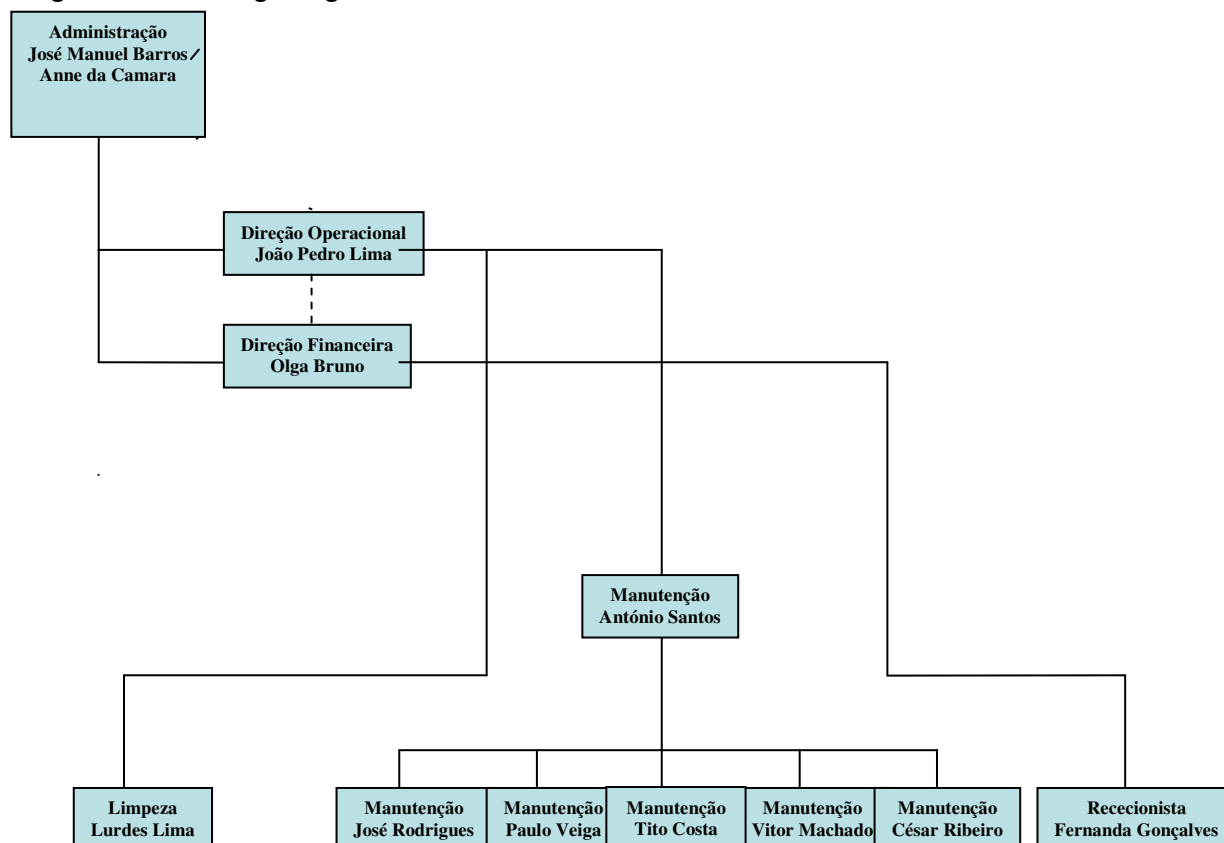 Administração
José Manuel Barros/
Anne da Camara
Direção Operacional
João Pedro Lima
Direção Financeira
Olga Bruno
Manutenção
António Santos
Limpeza
Lurdes Lima
Manutenção
José Rodrigues
Manutenção
Paulo Veiga
Manutenção
Tito Costa
Manutenção
Vitor Machado
Manutenção
César Ribeiro
Rececionista
Fernanda Gonçalves